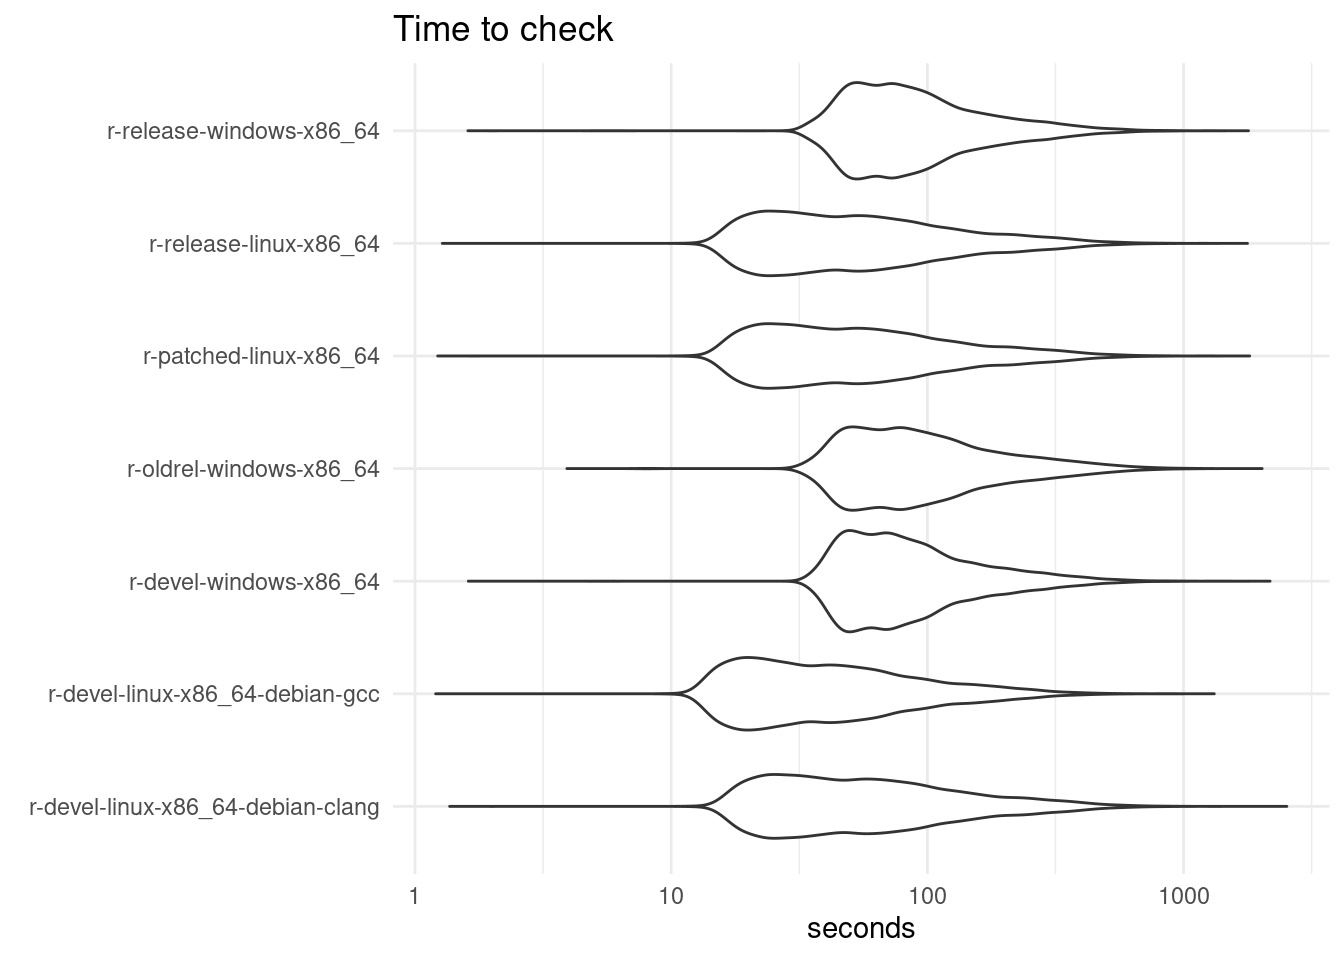 Time to check
r-release-windows-x86_64
r-release-linux-x86_64
r-patched-linux-x86_64
r-oldrel-windows-x86_64
r-devel-windows-x86_64
r-devel-linux-x86_64-debian-gcc
r-devel-linux-x86_64-debian-clang
1 10 100 1000
seconds